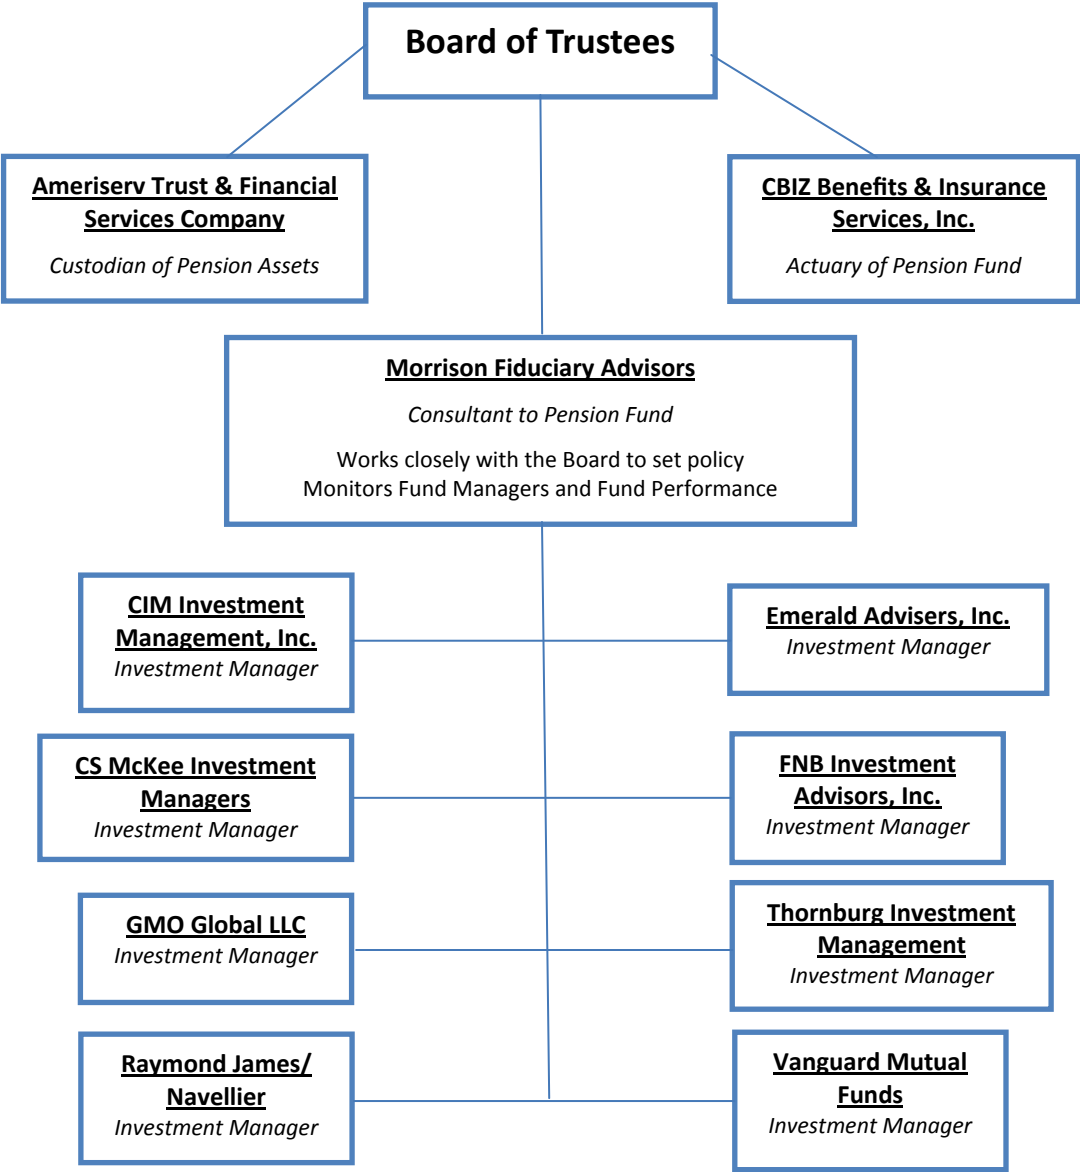 Board of Trustees
Ameriserv Trust & Financial
Services Company
Custodian of Pension Assets
CBIZ Benefits & Insurance
Services, Inc.
Actuary of Pension Fund
Morrison Fiduciary Advisors
Consultant to Pension Fund
Works closely with the Board to set policy
Monitors Fund Managers and Fund Performance
CIM Investment
Management, Inc.
Investment Manager
Emerald Advisers, Inc.
Investment Manager
CS McKee Investment
Managers
Investment Manager
FNB Investment
Advisors, Inc.
Investment Manager
GMO Global LLC
Investment Manager
Thornburg Investment
Management
Investment Manager
Raymond James/
Navellier
Investment Manager
Vanguard Mutual
Funds
Investment Manager